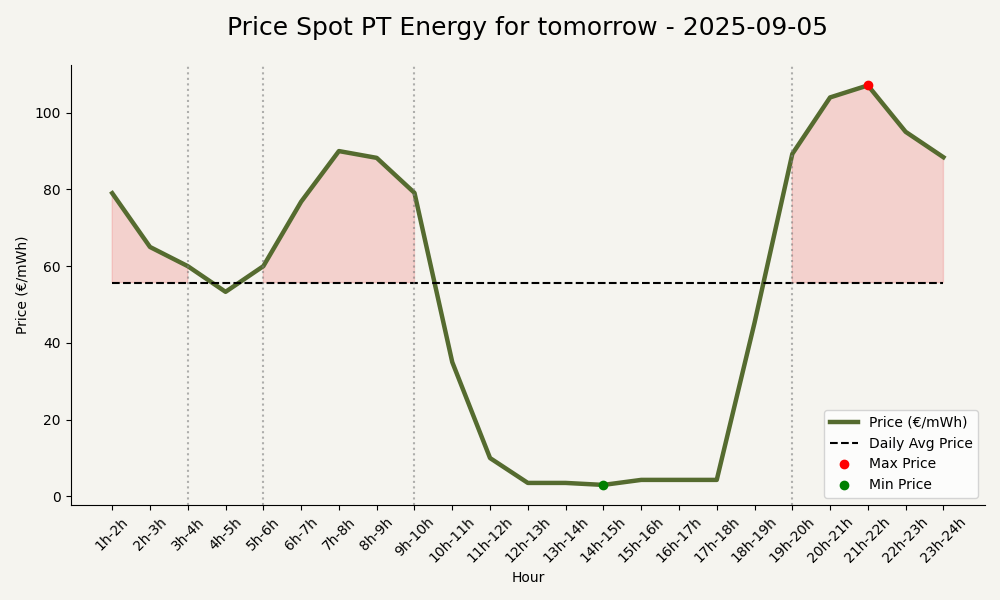 Price Spot PT Energy for tomorrow - 2025-09-05
Price (€/mWh)
100
80
60
40
20
0
1h-2h
2h-3h
3h-4h
4h-5h
5h-6h
6h-7h
7h-8h
8h-9h
9h-10h
10h-11h
11h-12h
12h-13h
13h-14h
14h-15h
15h-16h
16h-17h
17h-18h
18h-19h
19h-20h
20h-21h
21h-22h
22h-23h
23h-24h
Hour
Price (€/mWh)
Daily Avg Price
Max Price
Min Price